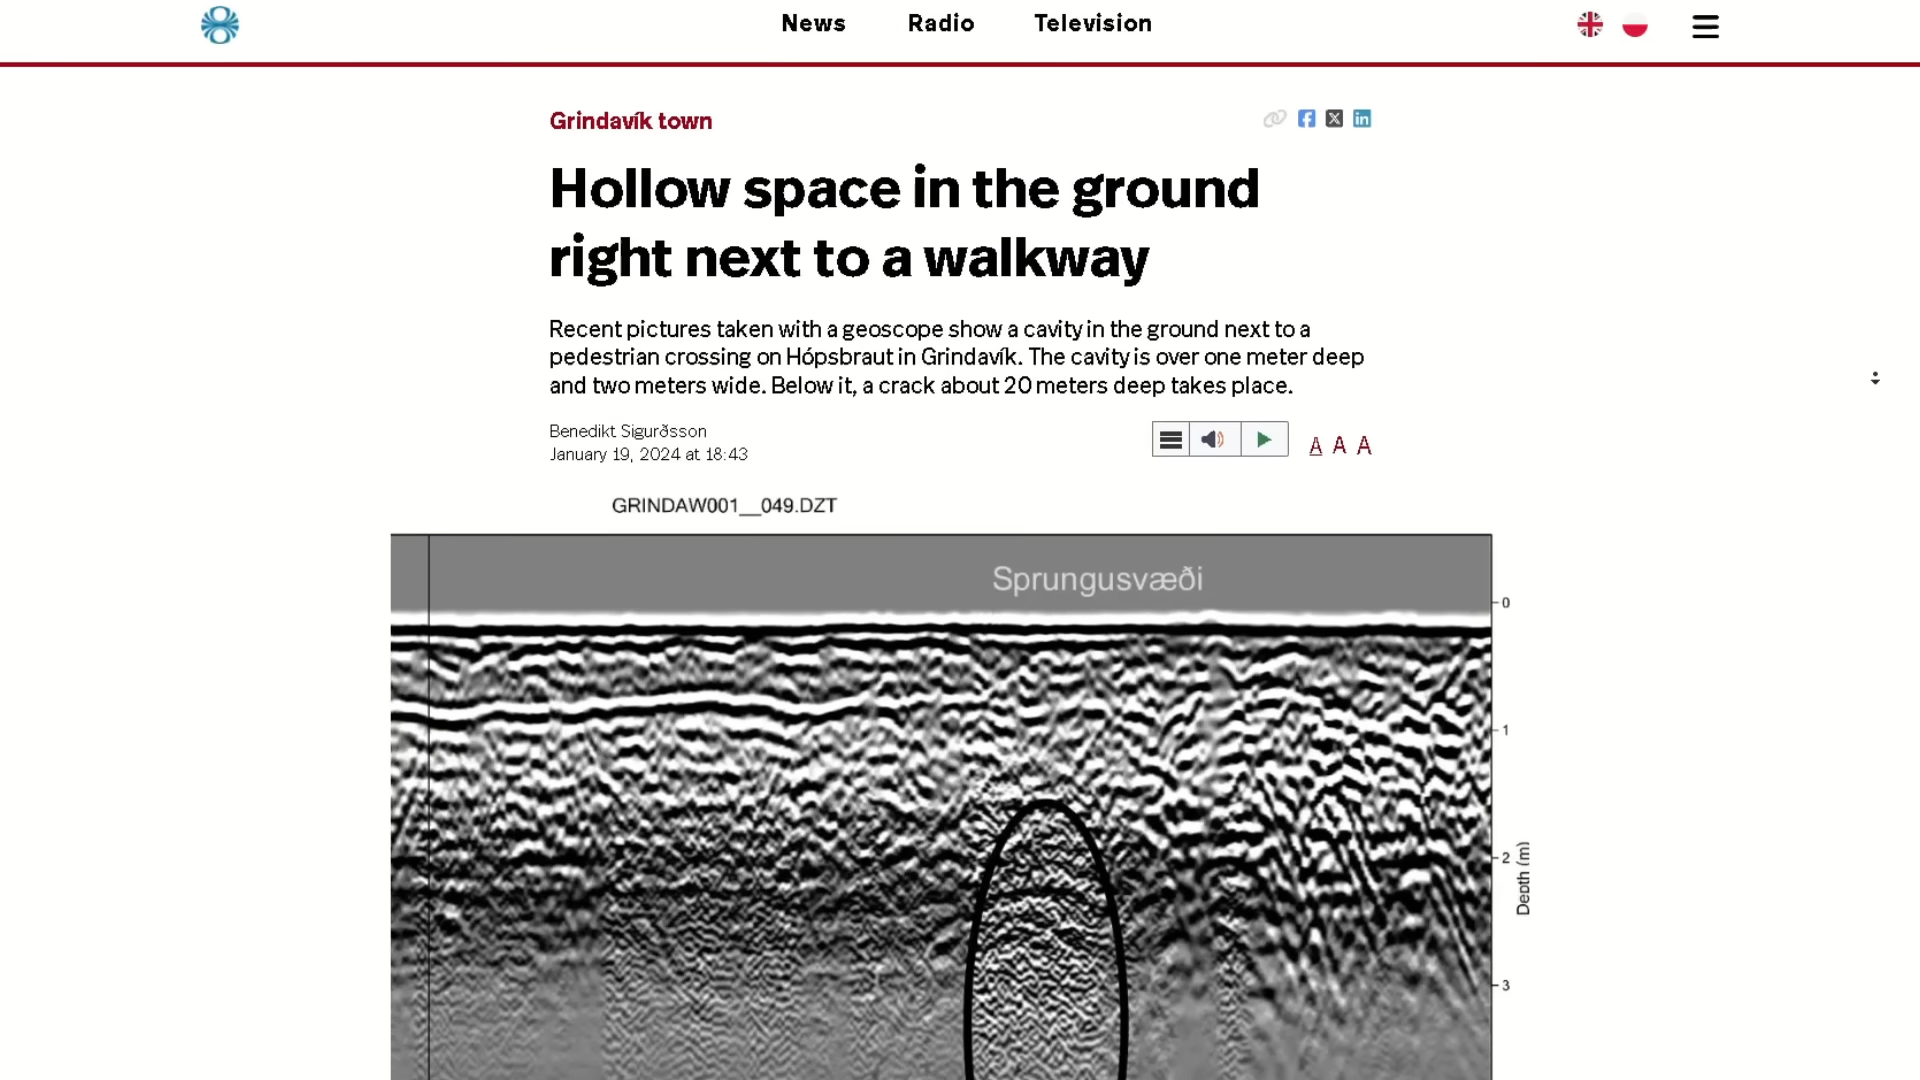 News Radio Television
Grindavík town
Hollow space in the ground
right next to a walkway
Recent pictures taken with a geoscope show a cavity in the ground next to a
pedestrian crossing on Hópsbraut in Grindavík. The cavity is over one meter deep
and two meters wide. Below it, a crack about 20 meters deep takes place.
Benedikt Sigurðsson
January 19, 2024 at 18:43
A A A
GRINDAW001__049.DZT
Sprungusvæði
0
1
2
3
Depth (m)